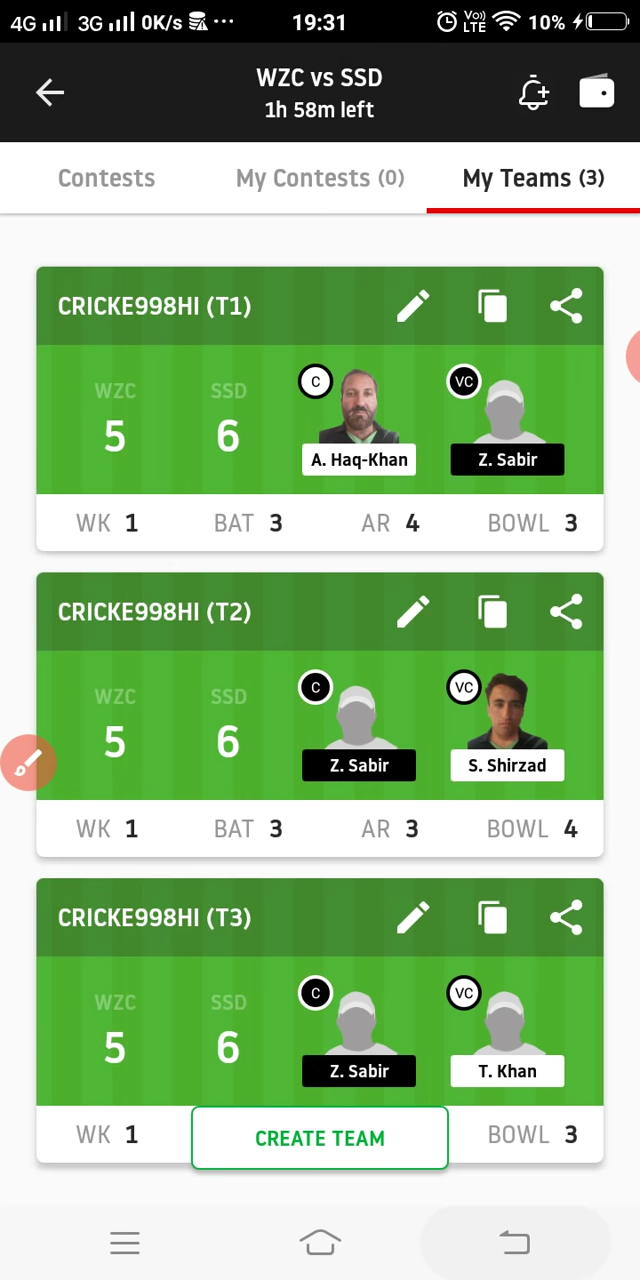 4G 3G 0K/s ... 19:31 Vo) LTE 10%
WZC vs SSD
1h 58m left
Contests My Contests (0) My Teams (3)
CRICKE998HI (T1)
WZC SSD C VC
5 6
A. Haq-Khan Z. Sabir
WK 1 BAT 3 AR 4 BOWL 3
CRICKE998HI (T2)
WZC SSD C VC
5 6
Z. Sabir S. Shirzad
WK 1 BAT 3 AR 3 BOWL 4
CRICKE998HI (T3)
WZC SSD C VC
5 6
Z. Sabir T. Khan
WK 1 CREATE TEAM BOWL 3